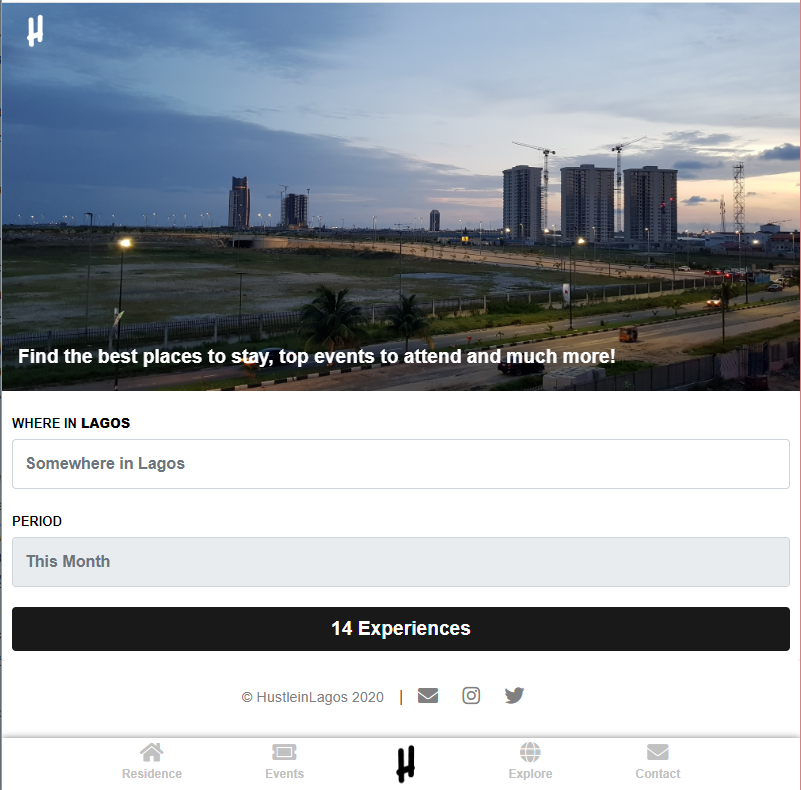 H
Find the best places to stay, top events to attend and much more!
WHERE IN LAGOS
Somewhere in Lagos
PERIOD
This Month
14 Experiences
© HustleinLagos 2020 |
H
Residence Events Explore Contact